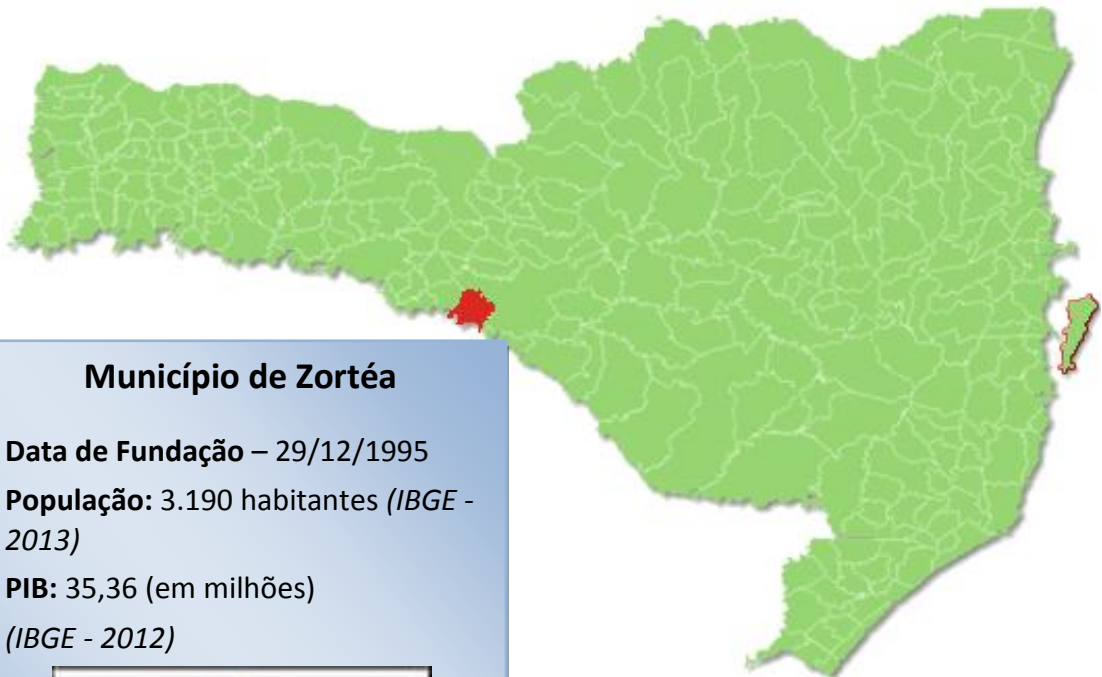 Município de Zortéa
Data de Fundação – 29/12/1995
População: 3.190 habitantes (IBGE -
2013)
PIB: 35,36 (em milhões)
(IBGE - 2012)